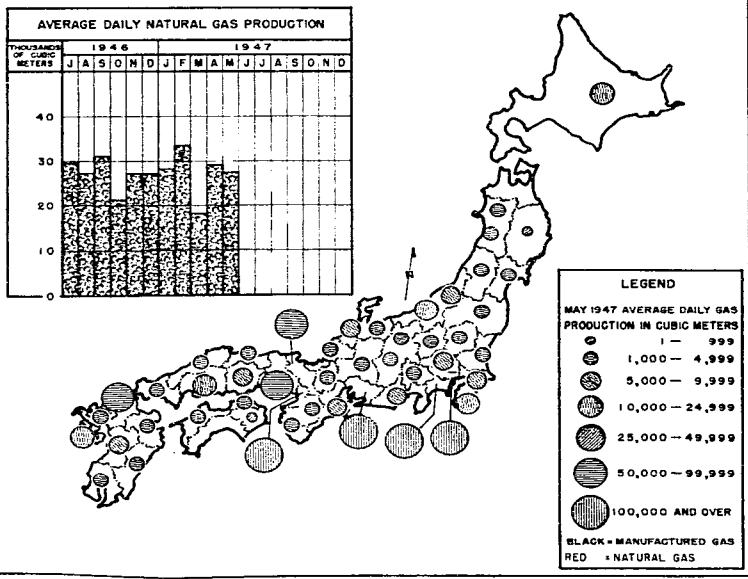 AVERAGE DAILY NATURAL GAS PRODUCTION
THOUSANDS OF CUBIC METERS
1946 1947
J A S O N D J F M A M J J A S O N D
40
30
20
10
0
N
LEGEND
MAY 1947 AVERAGE DAILY GAS
PRODUCTION IN CUBIC METERS
1 — 999
1,000 — 4,999
5,000 — 9,999
10,000 — 24,999
25,000 — 49,999
50,000 — 99,999
100,000 AND OVER
BLACK = MANUFACTURED GAS
RED = NATURAL GAS